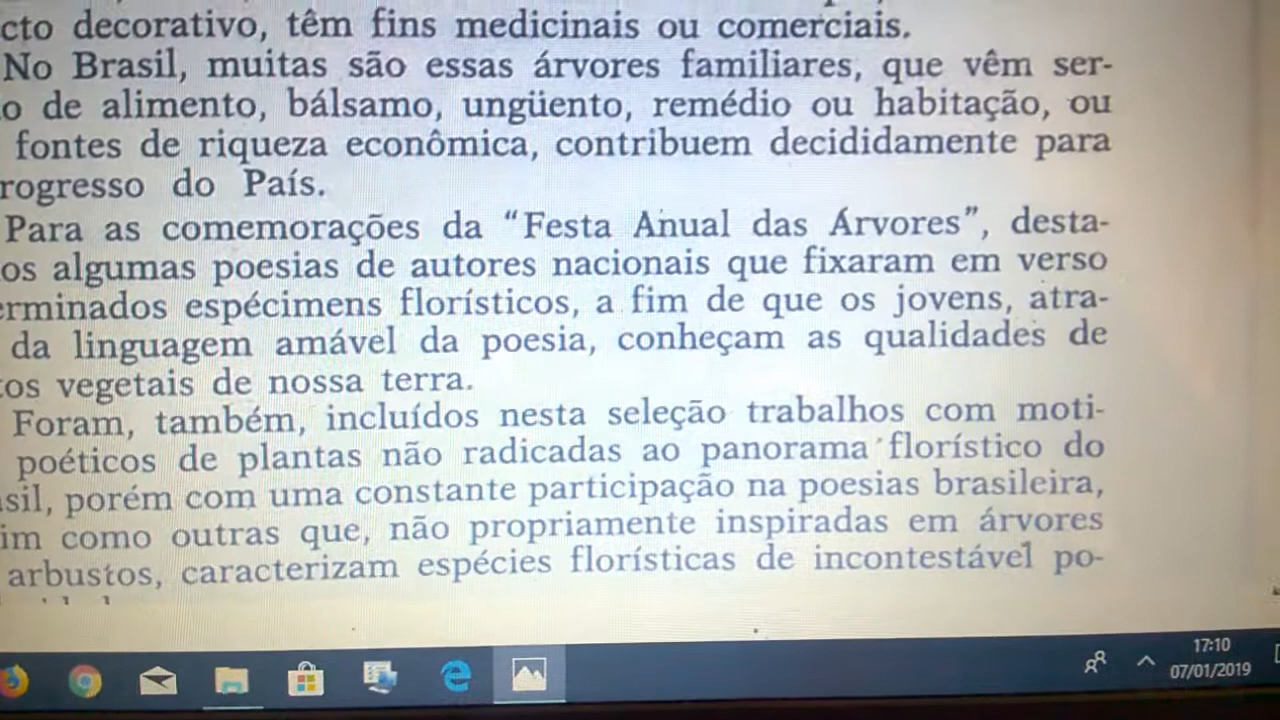 cto decorativo, têm fins medicinais ou comerciais.
No Brasil, muitas são essas árvores familiares, que vêm ser-
o de alimento, bálsamo, ungüento, remédio ou habitação, ou
fontes de riqueza econômica, contribuem decididamente para
rogresso do País.
Para as comemorações da “Festa Anual das Árvores”, desta-
os algumas poesias de autores nacionais que fixaram em verso
erminados espécimens florísticos, a fim de que os jovens, atra-
da linguagem amável da poesia, conheçam as qualidades de
tos vegetais de nossa terra.
Foram, também, incluídos nesta seleção trabalhos com moti-
poéticos de plantas não radicadas ao panorama florístico do
asil, porém com uma constante participação na poesias brasileira,
im como outras que, não propriamente inspiradas em árvores
arbustos, caracterizam espécies florísticas de incontestável po-
17:10
07/01/2019